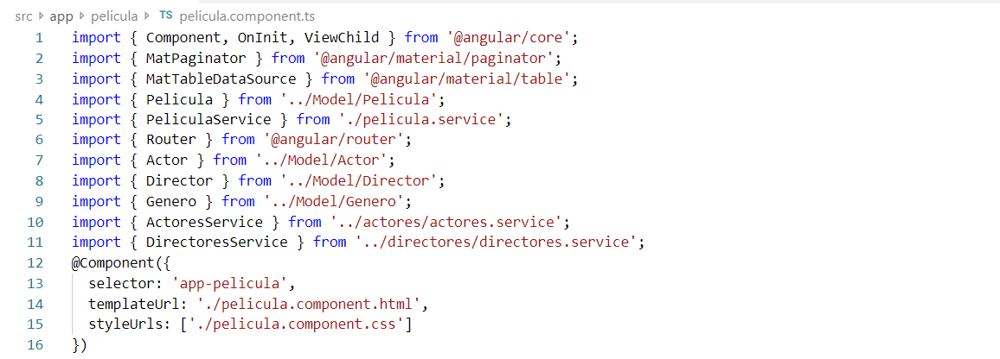 src app pelicula TS pelicula.component.ts
1 import { Component, OnInit, ViewChild } from '@angular/core';
2 import { MatPaginator } from '@angular/material/paginator';
3 import { MatTableDataSource } from '@angular/material/table';
4 import { Pelicula } from '../Model/Pelicula';
5 import { PeliculaService } from './pelicula.service';
6 import { Router } from '@angular/router';
7 import { Actor } from '../Model/Actor';
8 import { Director } from '../Model/Director';
9 import { Genero } from '../Model/Genero';
10 import { ActoresService } from '../actores/actores.service';
11 import { DirectoresService } from '../directores/directores.service';
12 @Component({
13 selector: 'app-pelicula',
14 templateUrl: './pelicula.component.html',
15 styleUrls: ['./pelicula.component.css']
16 })